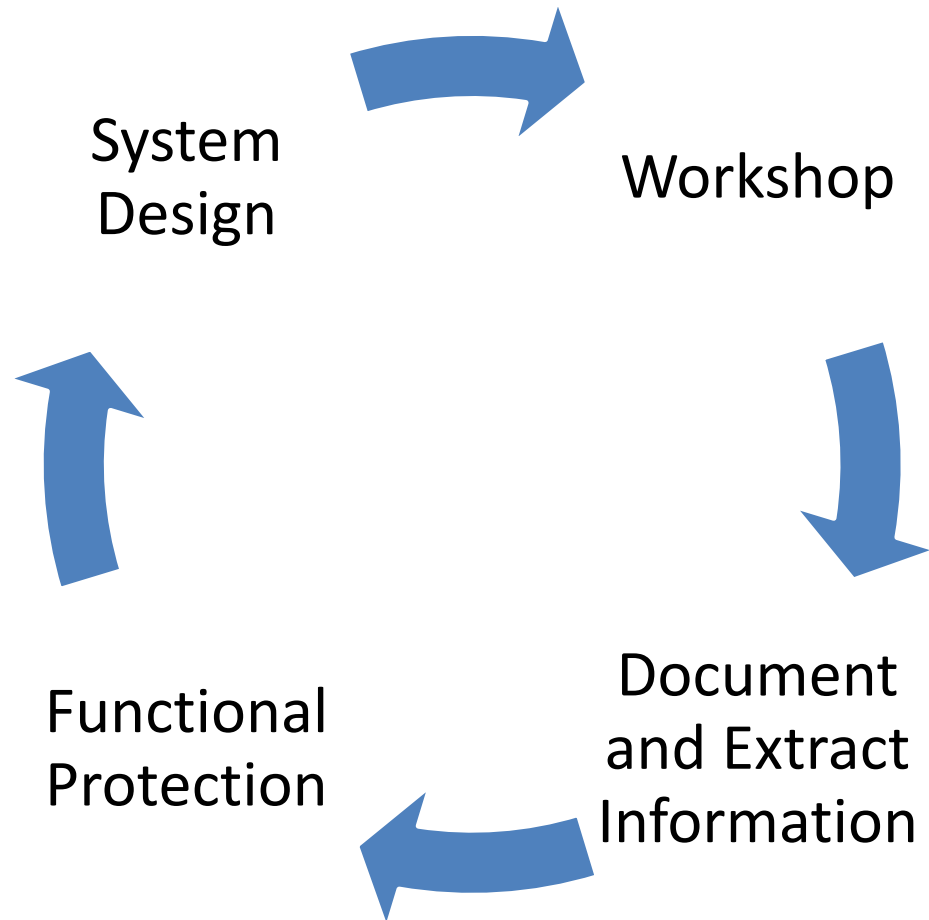 System
Design
Workshop
Document
and Extract
Information
Functional
Protection